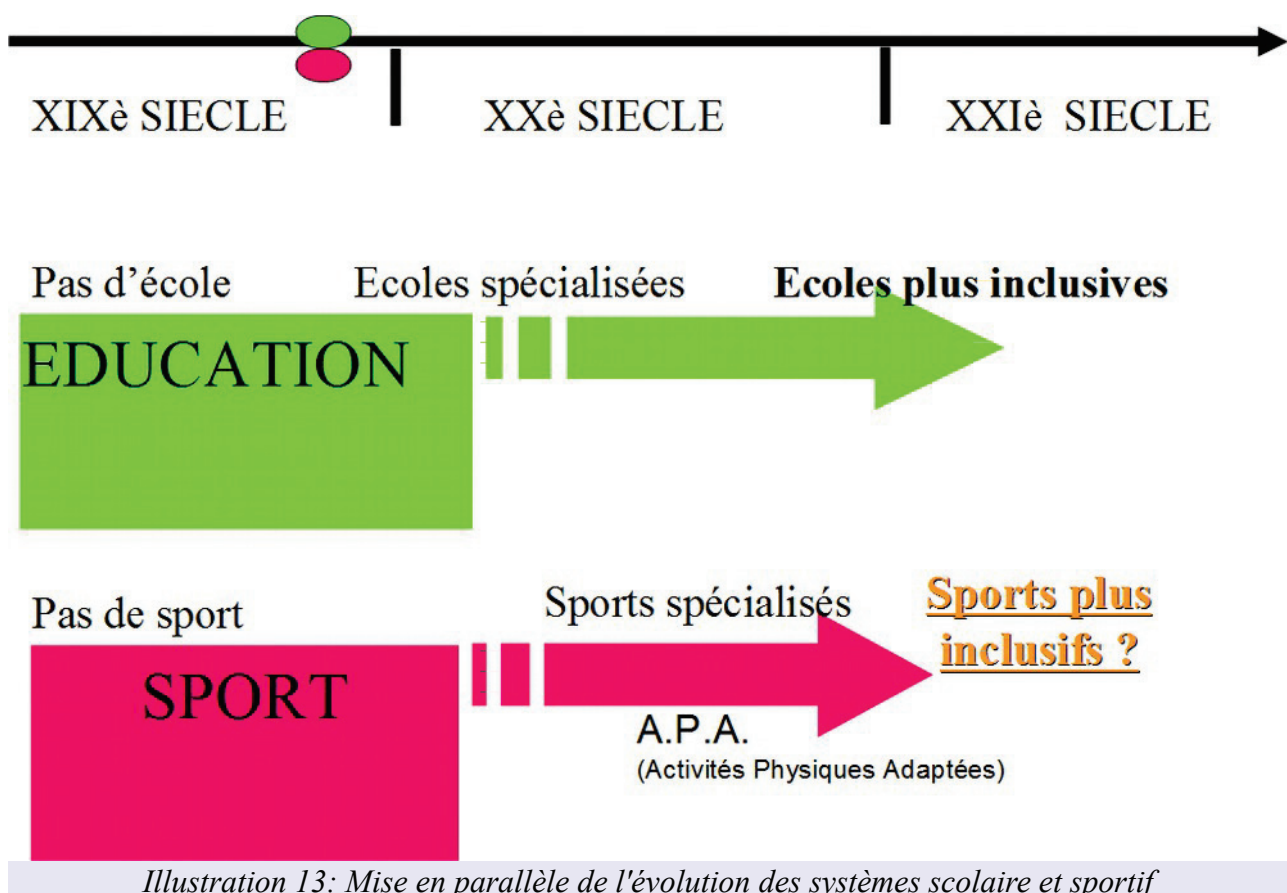 XIXè SIECLE XXè SIECLE XXIè SIECLE
Pas d’école Ecoles spécialisées Ecoles plus inclusives
EDUCATION
Pas de sport Sports spécialisés Sports plus
inclusifs ?
SPORT
A.P.A.
(Activités Physiques Adaptées)
Illustration 13: Mise en parallèle de l'évolution des systèmes scolaire et sportif